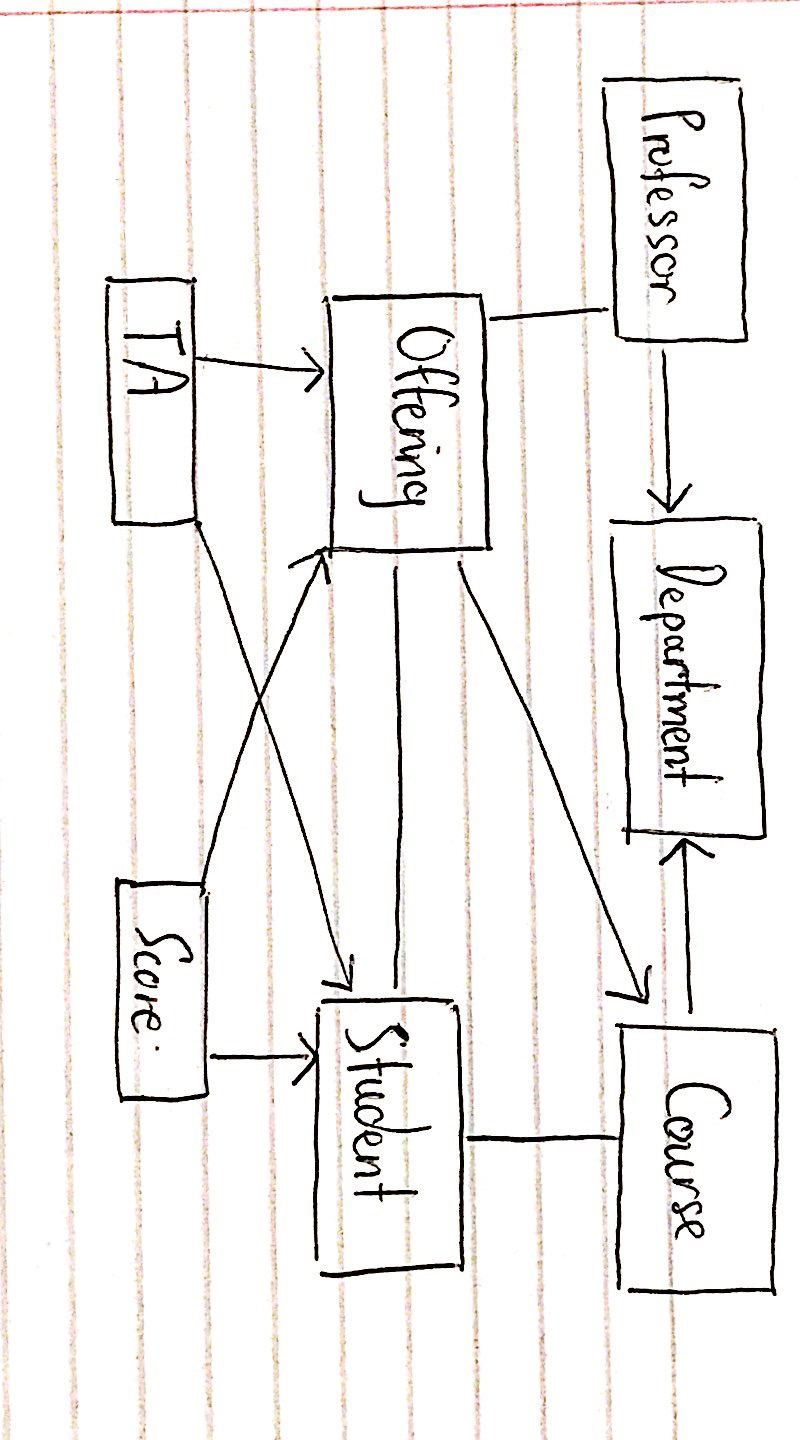 Professor
Department
Course
Offering
Student
TA
Score.